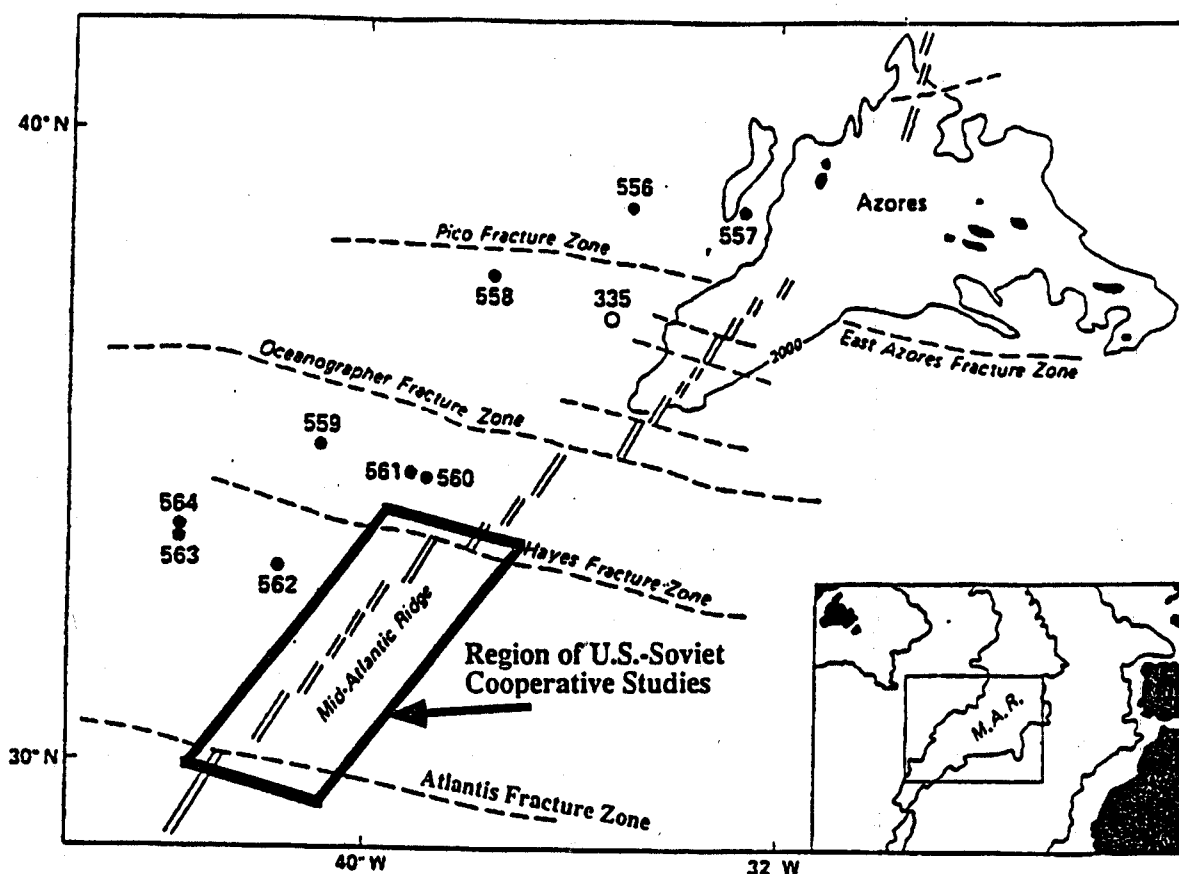 40° N
556
Azores
557
Pico Fracture Zone
558
335
2000
East Azores Fracture Zone
Oceanographer Fracture Zone
559
561
560
564
563
562
Hayes Fracture Zone
Mid-Atlantic Ridge
Region of U.S.-Soviet
Cooperative Studies
M.A.R.
30° N
Atlantis Fracture Zone
40° W
32 W